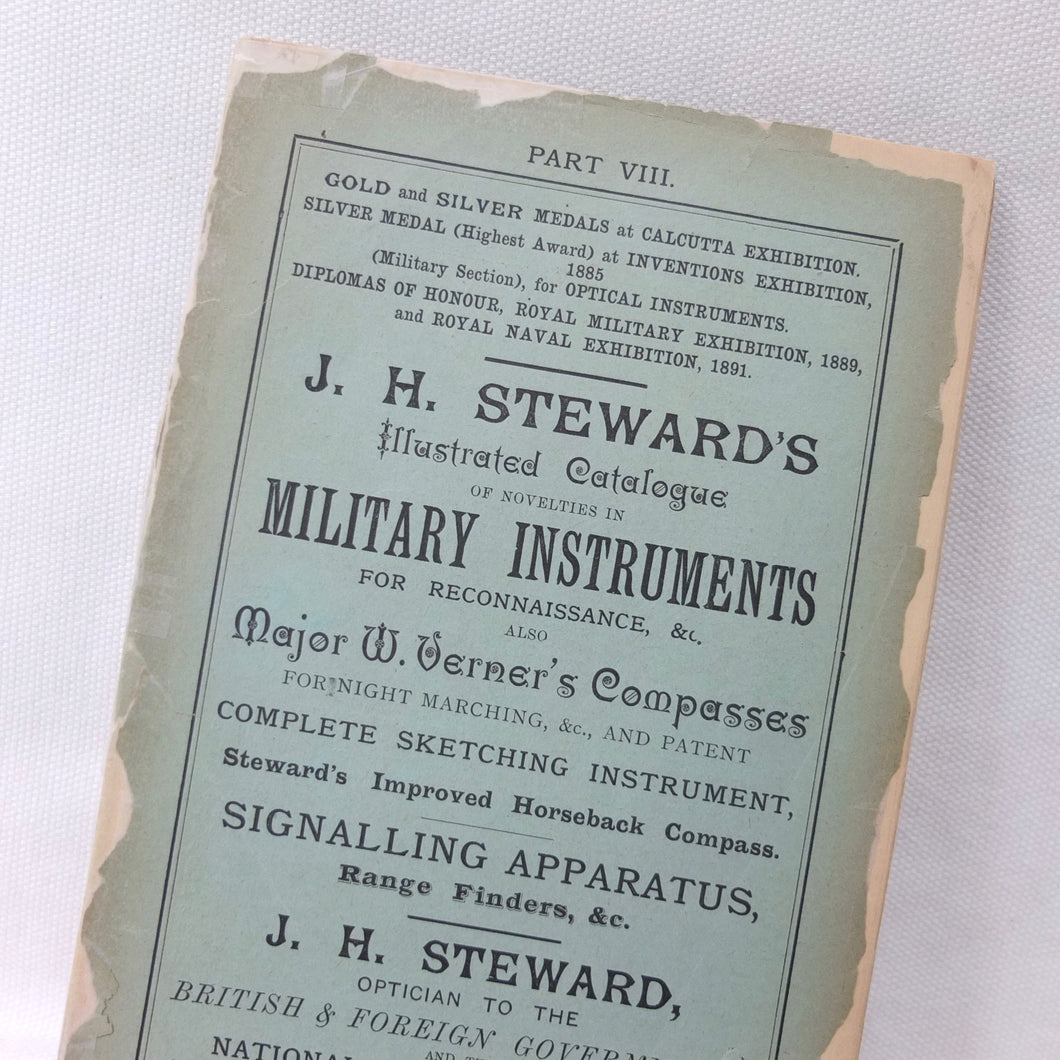 PART VIII.
GOLD and SILVER MEDALS at CALCUTTA EXHIBITION.
SILVER MEDAL (Highest Award) at INVENTIONS EXHIBITION,
1885
(Military Section), for OPTICAL INSTRUMENTS.
DIPLOMAS OF HONOUR, ROYAL MILITARY EXHIBITION, 1889,
and ROYAL NAVAL EXHIBITION, 1891.
J. H. STEWARD'S
Illustrated Catalogue
OF NOVELTIES IN
MILITARY INSTRUMENTS
FOR RECONNAISSANCE, &c.
ALSO
Major W. Verner's Compasses
FOR NIGHT MARCHING, &c., AND PATENT
COMPLETE SKETCHING INSTRUMENT,
Steward's Improved Horseback Compass.
SIGNALLING APPARATUS,
Range Finders, &c.
J. H. STEWARD,
OPTICIAN TO THE
BRITISH & FOREIGN
AND
NATIONAL